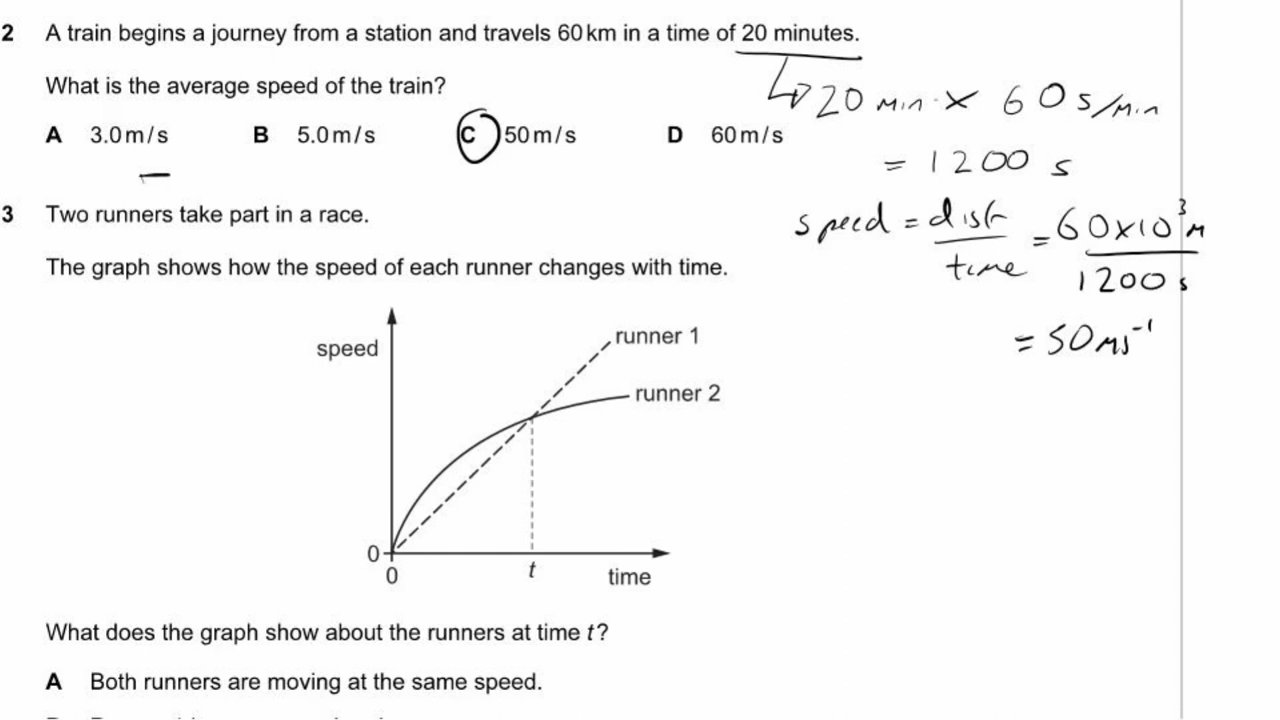 2 A train begins a journey from a station and travels 60 km in a time of 20 minutes.
What is the average speed of the train?
A 3.0 m/s B 5.0 m/s C 50 m/s D 60 m/s
20 min × 60 s/min
= 1200 s
speed = dist/time = 60×10³ m/1200 s
= 50 ms⁻¹
3 Two runners take part in a race.
The graph shows how the speed of each runner changes with time.
speed
runner 1
runner 2
0
0 t time
What does the graph show about the runners at time t?
A Both runners are moving at the same speed.